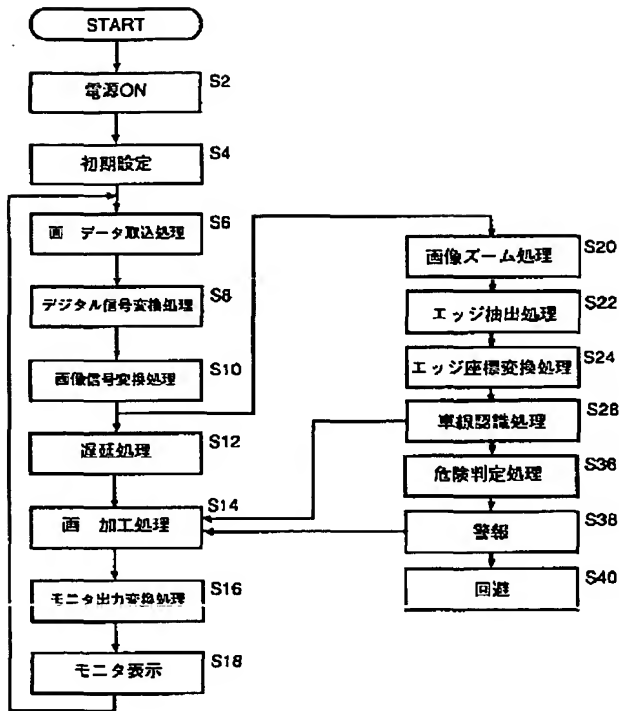 START
電源ON S2
初期設定 S4
画 データ取込処理 S6
デジタル信号変換処理 S8
画像信号変換処理 S10
遅延処理 S12
画 加工処理 S14
モニタ出力変換処理 S16
モニタ表示 S18
画像ズーム処理 S20
エッジ抽出処理 S22
エッジ座標変換処理 S24
車線認識処理 S28
危険判定処理 S36
警報 S38
回避 S40